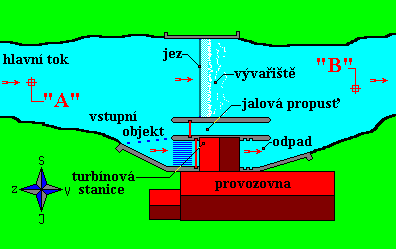 hlavní tok
"A"
jez
vývařiště
"B"
jalová propusť
vstupní
objekt
odpad
turbínová
stanice
provozovna
S
Z
V
J